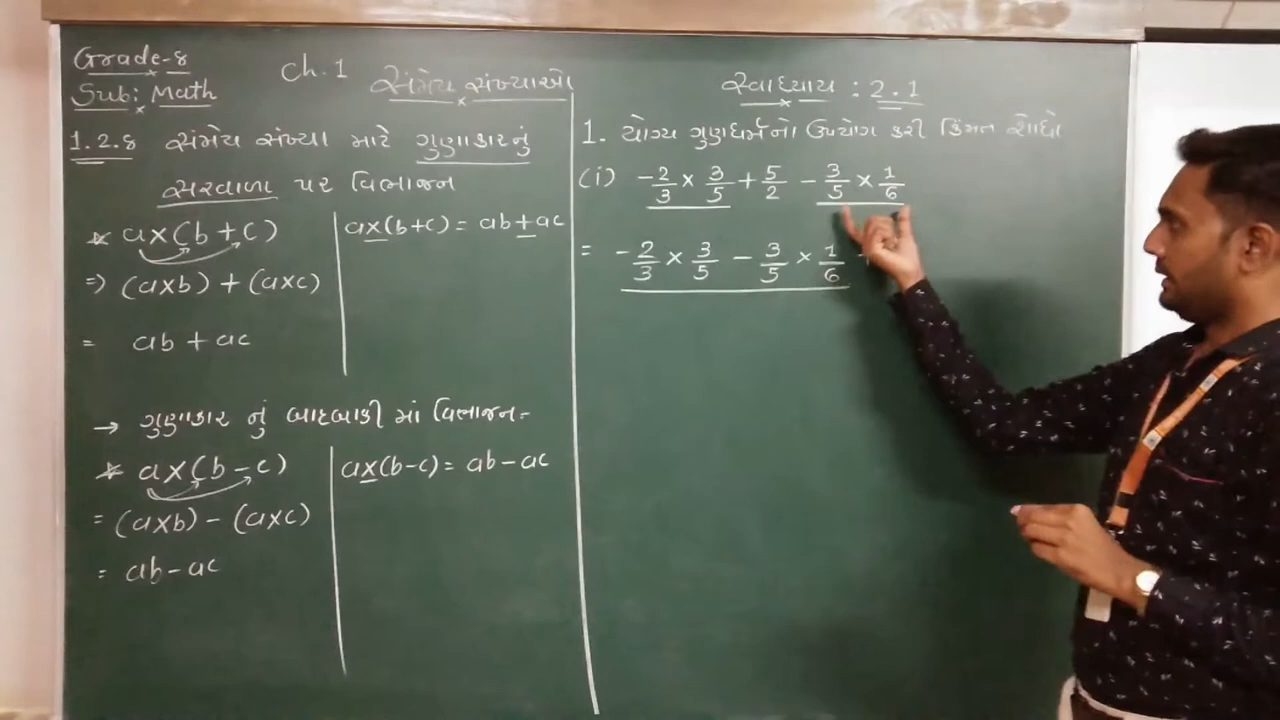 Grade-8
Sub: Math
Ch.1 સંમેય સંખ્યાઓ
1.2.8 સંમેય સંખ્યા માટે ગુણાકારનું
સરવાળા પર વિભાજન
* a×(b+c)
⇒ (a×b) + (a×c)
= ab + ac
a×(b+c) = ab+ac
→ ગુણાકાર નું બાદબાકી માં વિભાજન-
* a×(b-c)
= (a×b) - (a×c)
= ab-ac
a×(b-c) = ab-ac
સ્વાધ્યાય : 2.1
1. યોગ્ય ગુણધર્મનો ઉપયોગ કરી કિંમત શોધો
(i) -2/3 × 3/5 + 5/2 - 3/5 × 1/6
= -2/3 × 3/5 - 3/5 × 1/6